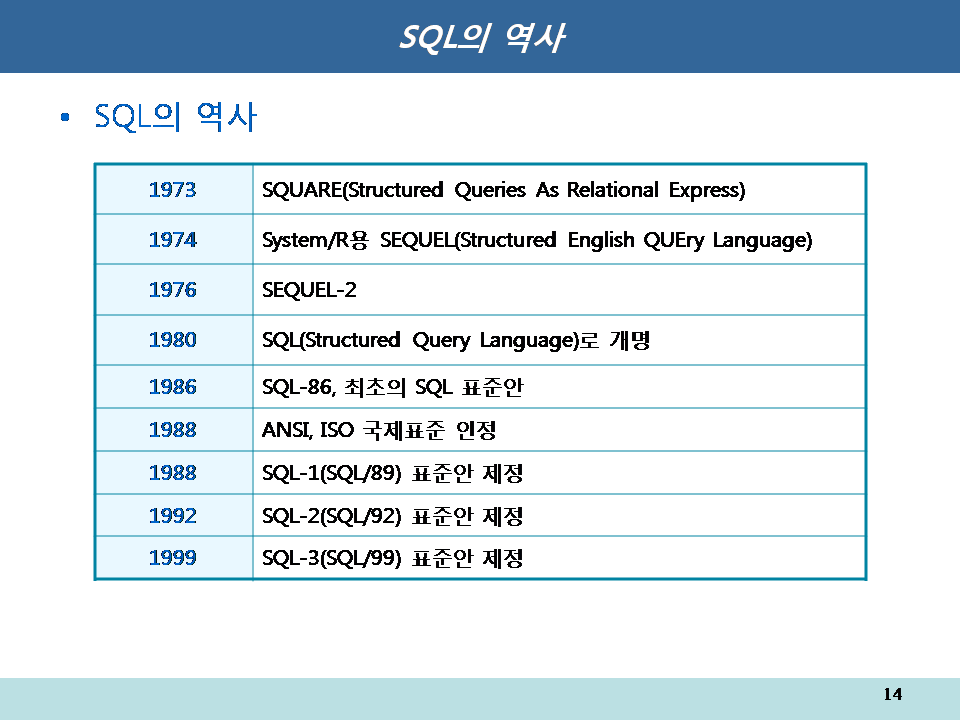 SQL의 역사
• SQL의 역사
1973 SQUARE(Structured Queries As Relational Express)
1974 System/R용 SEQUEL(Structured English QUEry Language)
1976 SEQUEL-2
1980 SQL(Structured Query Language)로 개명
1986 SQL-86, 최초의 SQL 표준안
1988 ANSI, ISO 국제표준 인정
1988 SQL-1(SQL/89) 표준안 제정
1992 SQL-2(SQL/92) 표준안 제정
1999 SQL-3(SQL/99) 표준안 제정
14